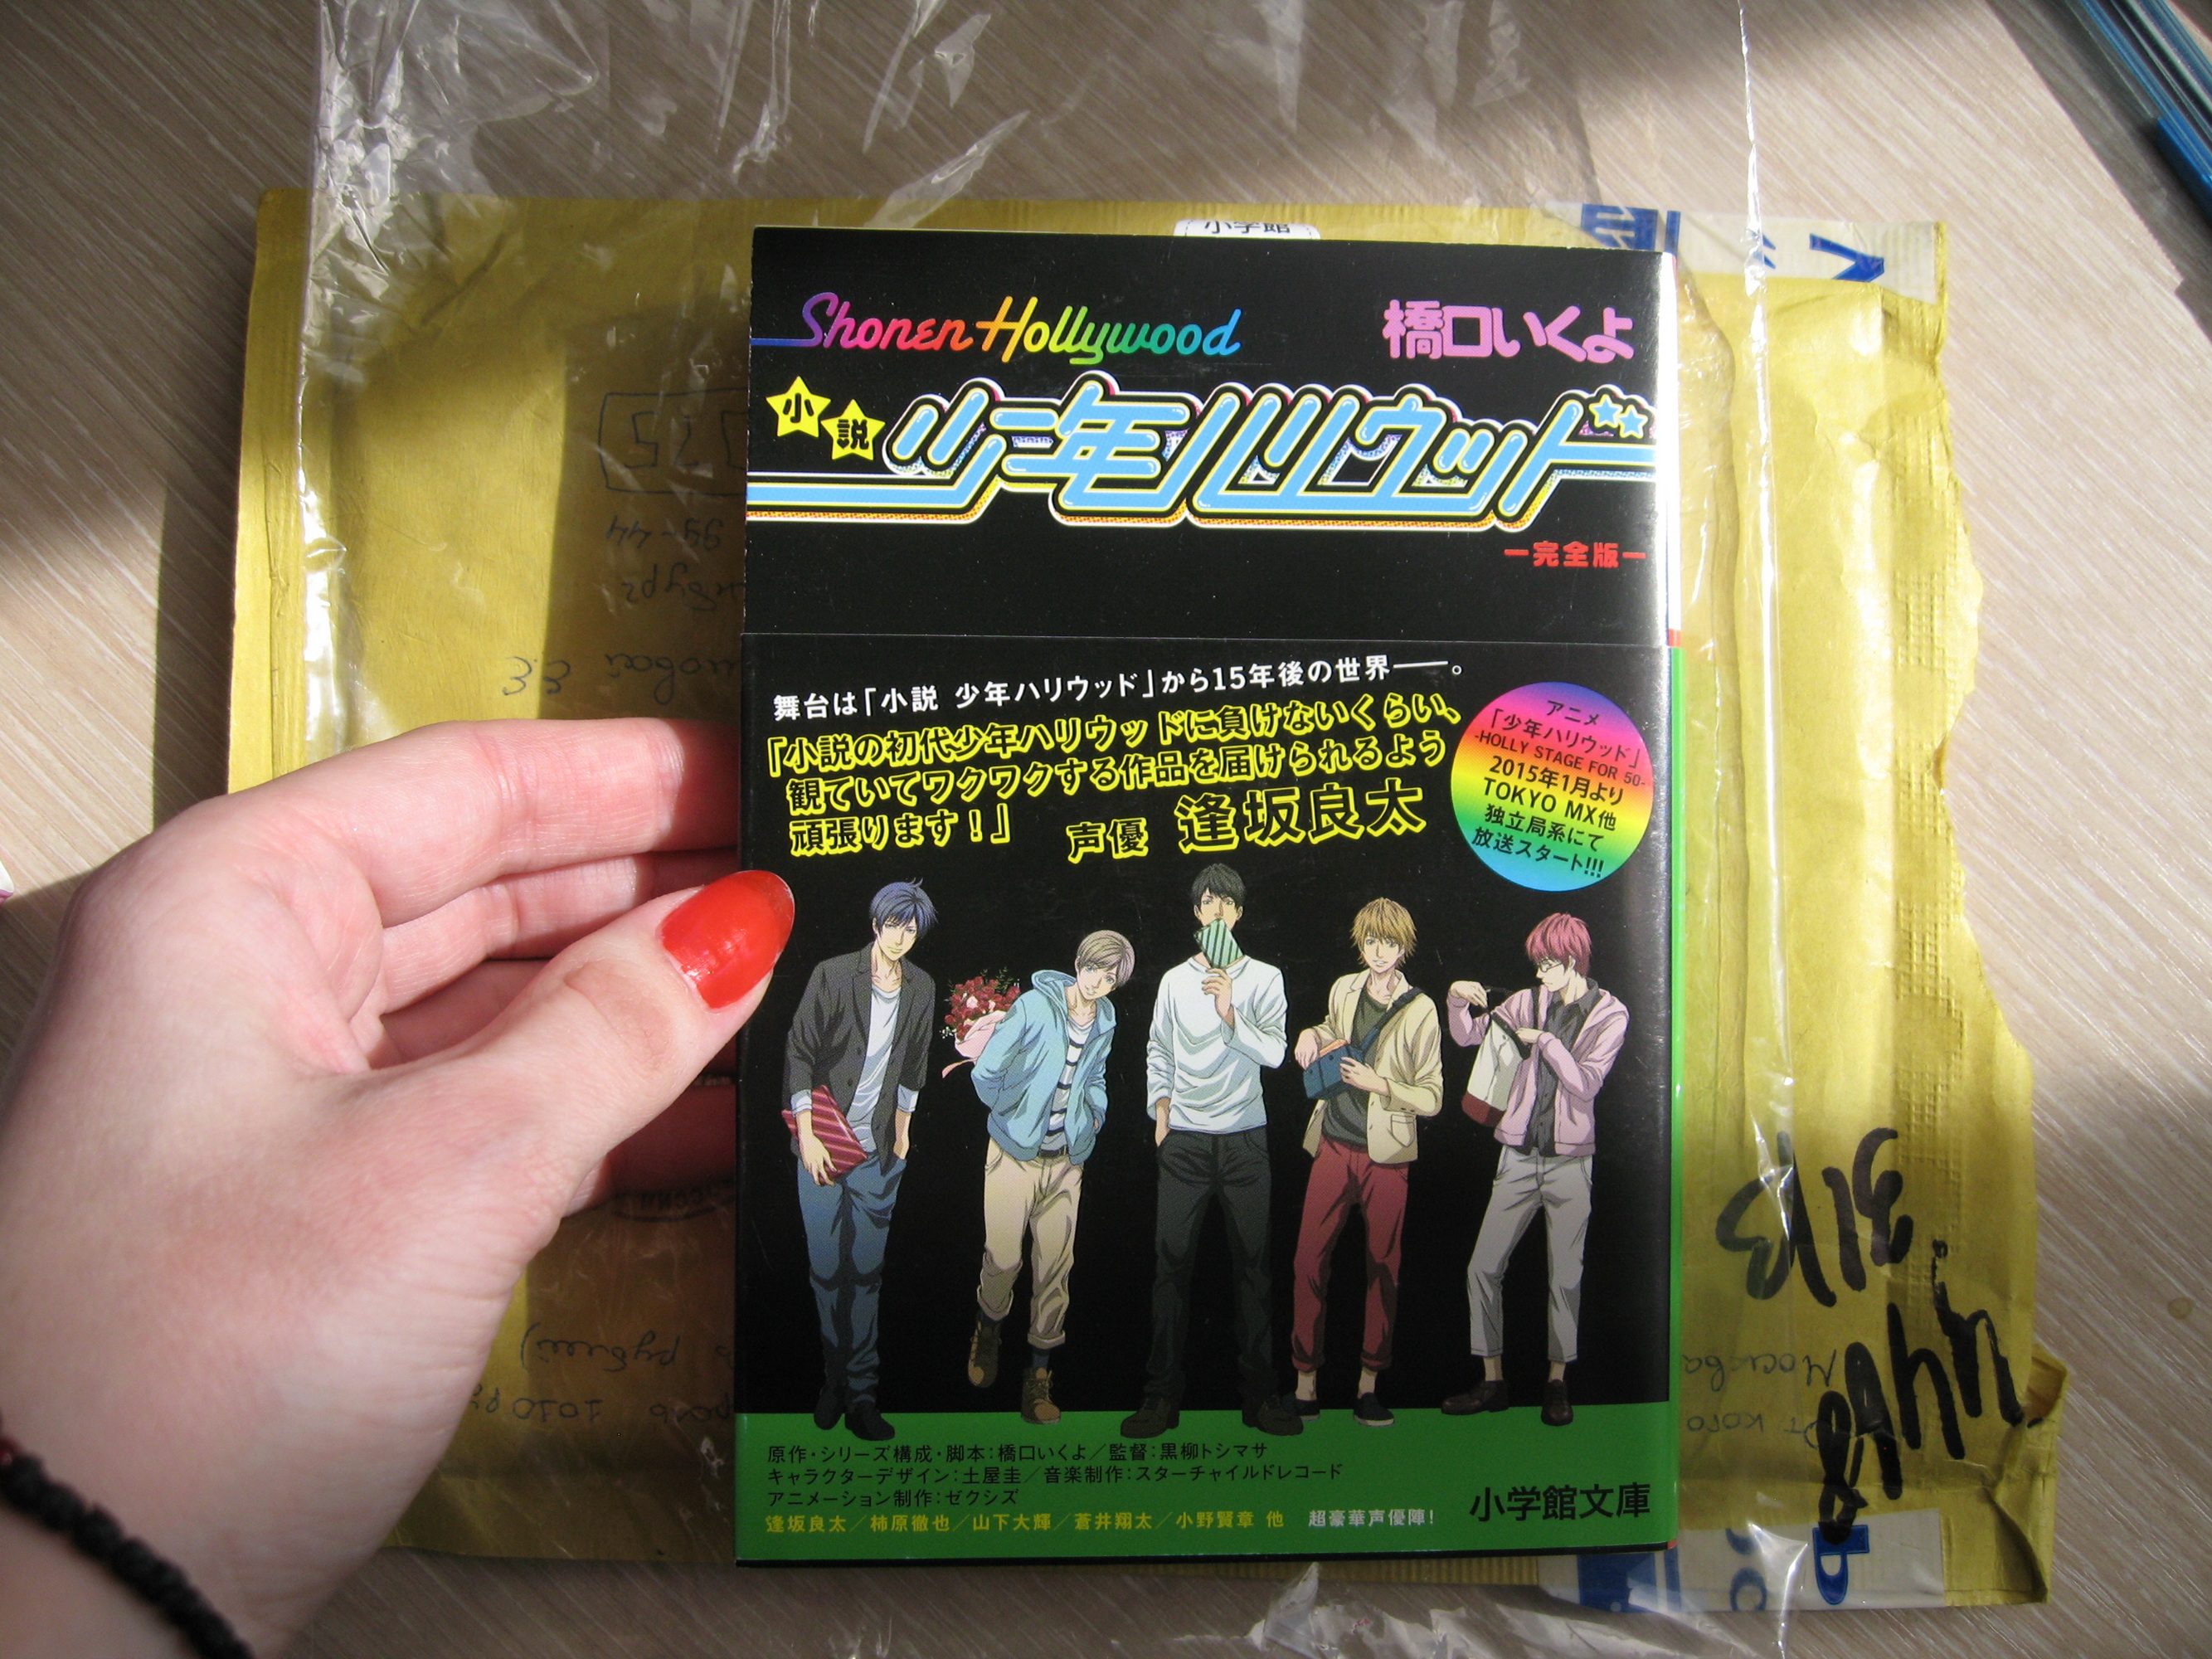 小学館
Shonen Hollywood
橋口いくよ
小説
少年ハリウッド
―完全版―
舞台は「小説 少年ハリウッド」から15年後の世界――。
「小説の初代少年ハリウッドに負けないくらい、
観ていてワクワクする作品を届けられるよう
頑張ります！」
声優 逢坂良太
アニメ
「少年ハリウッド」
-HOLLY STAGE FOR 50-
2015年1月より
TOKYO MX他
独立局系にて
放送スタート!!!
原作・シリーズ構成・脚本：橋口いくよ／監督：黒柳トシマサ
キャラクターデザイン：土屋圭／音楽制作：スターチャイルドレコード
アニメーション制作：ゼクシズ
逢坂良太／柿原徹也／山下大輝／蒼井翔太／小野賢章 他 超豪華声優陣！
小学館文庫
99-44
33
рублей)
1010
Москва
От кого